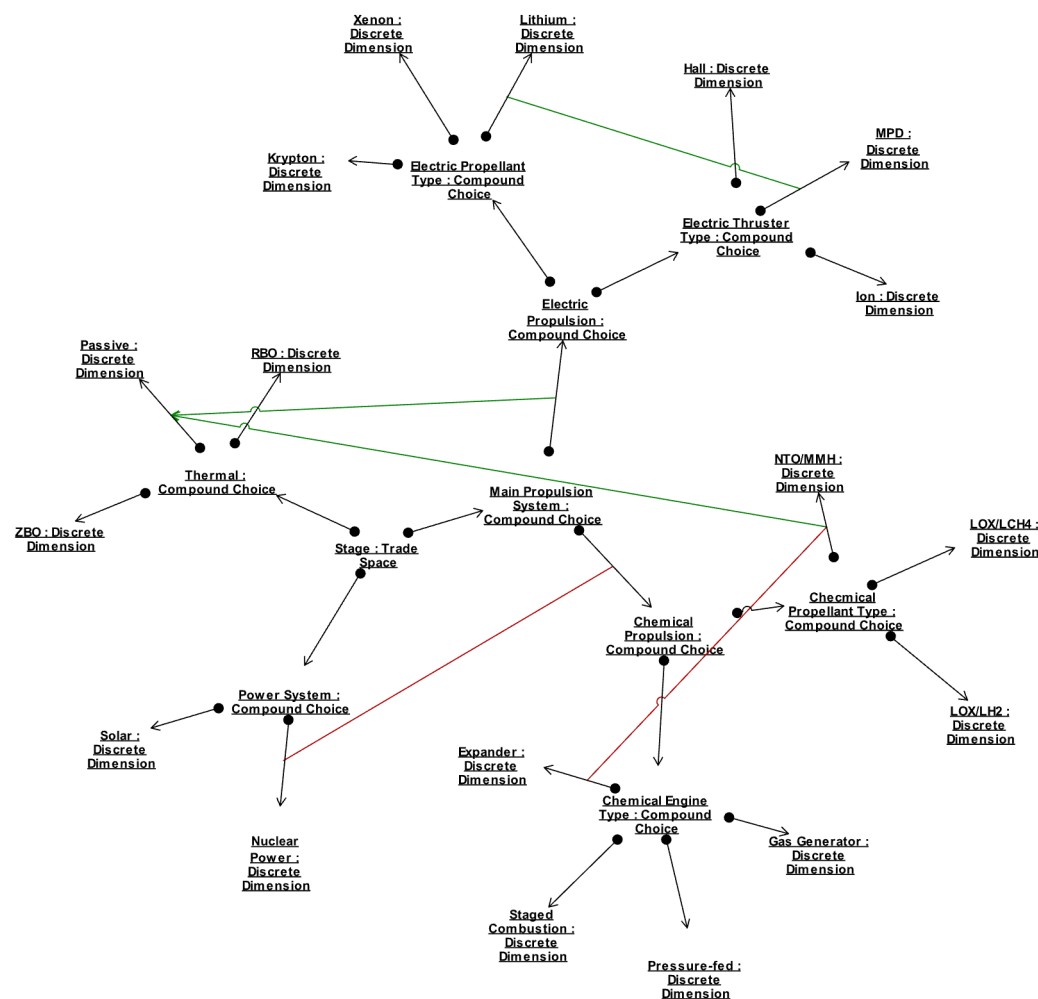 Xenon :
Discrete
Dimension
Lithium :
Discrete
Dimension
Hall : Discrete
Dimension
MPD :
Discrete
Dimension
Krypton :
Discrete
Dimension
Electric Propellant
Type : Compound
Choice
Electric Thruster
Type : Compound
Choice
Ion : Discrete
Dimension
Electric
Propulsion :
Compound Choice
Passive :
Discrete
Dimension
RBO : Discrete
Dimension
Thermal :
Compound Choice
Main Propulsion
System :
Compound Choice
NTO/MMH :
Discrete
Dimension
ZBO : Discrete
Dimension
Stage : Trade
Space
LOX/LCH4 :
Discrete
Dimension
Checmical
Propellant Type :
Compound Choice
Chemical
Propulsion :
Compound Choice
Power System :
Compound Choice
LOX/LH2 :
Discrete
Dimension
Solar :
Discrete
Dimension
Expander :
Discrete
Dimension
Chemical Engine
Type : Compound
Choice
Nuclear
Power :
Discrete
Dimension
Gas Generator :
Discrete
Dimension
Staged
Combustion :
Discrete
Dimension
Pressure-fed :
Discrete
Dimension